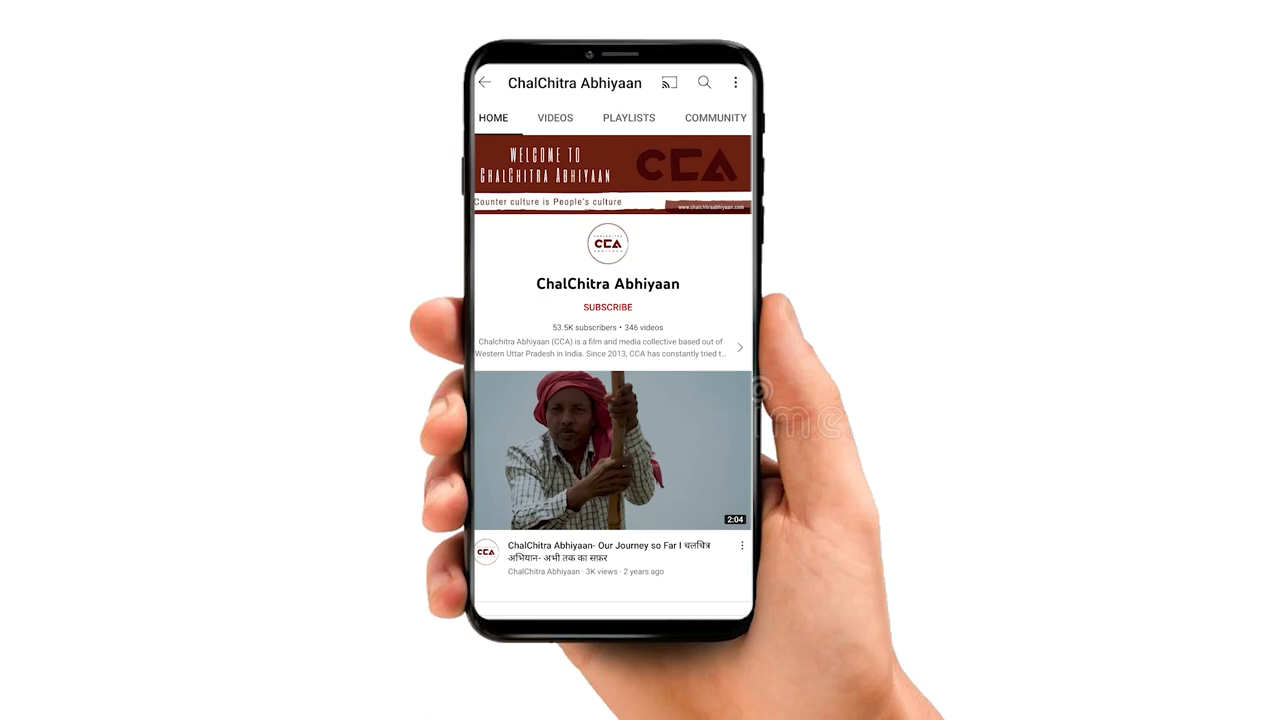 ChalChitra Abhiyaan
HOME VIDEOS PLAYLISTS COMMUNITY
WELCOME TO
CHALCHITRA ABHIYAAN
CCA
Counter culture is People's culture
www.chalchitraabhiyaan.com
CCA
ChalChitra Abhiyaan
SUBSCRIBE
53.5K subscribers • 346 videos
Chalchitra Abhiyaan (CCA) is a film and media collective based out of
Western Uttar Pradesh in India. Since 2013, CCA has constantly tried t...
2:04
CCA
ChalChitra Abhiyaan- Our Journey so Far I चलचित्र
अभियान- अभी तक का सफ़र
ChalChitra Abhiyaan · 3K views · 2 years ago